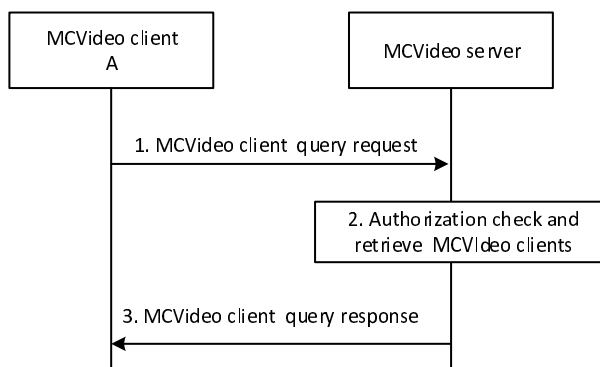 MCVideo client
A
MCVideo server
1. MCVideo client query request
2. Authorization check and
retrieve MCVIdeo clients
3. MCVideo client query response